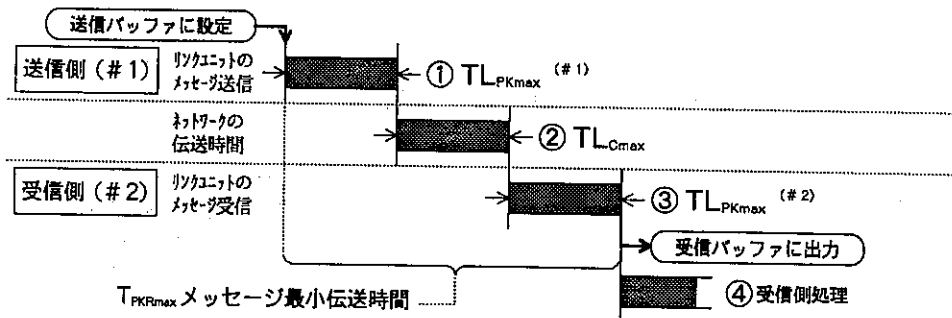 送信バッファに設定
送信側（＃1）
リンクユニットの
メッセージ送信
① TLPKmax （＃1）
ネットワークの
伝送時間
② TLCmax
受信側（＃2）
リンクユニットの
メッセージ受信
③ TLPKmax （＃2）
受信バッファに出力
TPKRmax メッセージ最小伝送時間
④ 受信側処理